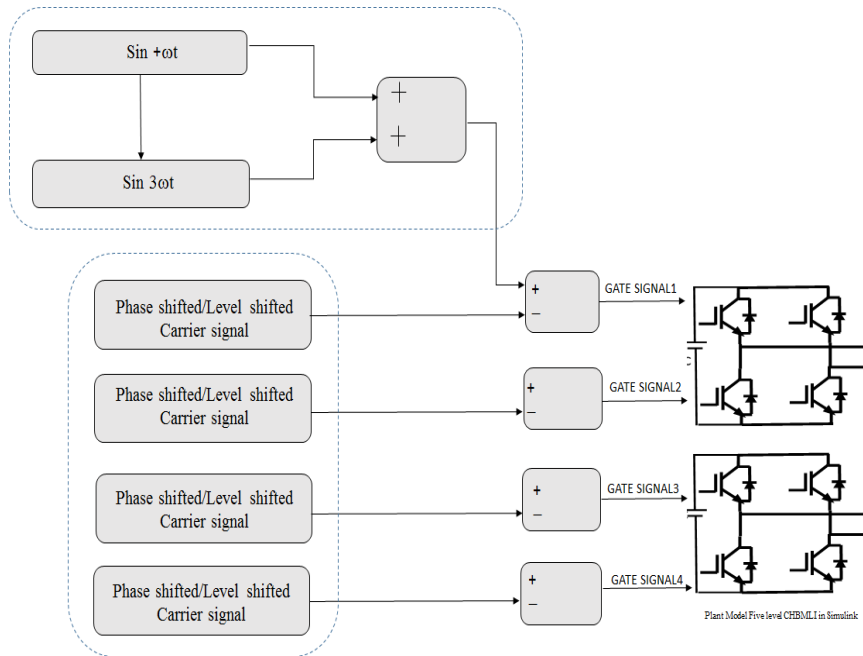 Sin +ωt
+
+
Sin 3ωt
Phase shifted/Level shifted
Carrier signal
+
−
GATE SIGNAL1
Phase shifted/Level shifted
Carrier signal
+
−
GATE SIGNAL2
Phase shifted/Level shifted
Carrier signal
+
−
GATE SIGNAL3
Phase shifted/Level shifted
Carrier signal
+
−
GATE SIGNAL4
Plant Model Five level CHBMLI in Simulink